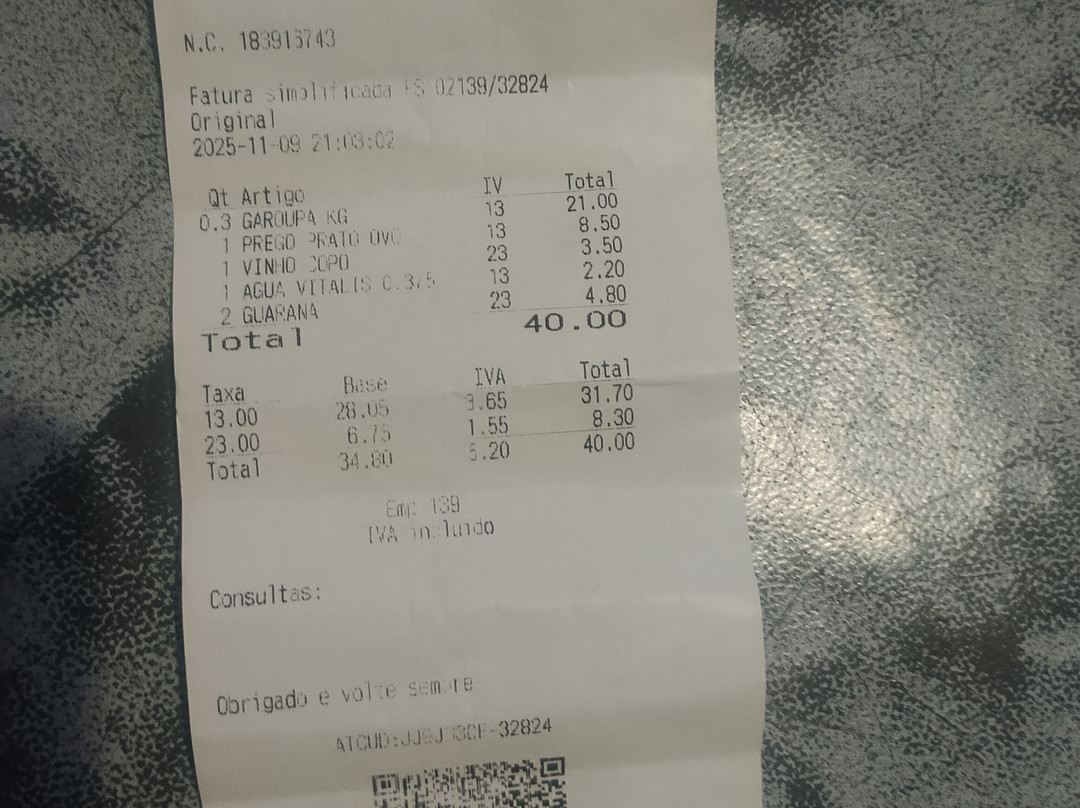 N.C. 183915743
Fatura simplificada FS 02139/32824
Original
2025-11-09 21:03:02
Qt Artigo IV Total
0.3 GAROUPA KG 13 21.00
1 PREGO PRATO OVO 13 8.50
1 VINHO COPO 23 3.50
1 AGUA VITALIS 0.375 13 2.20
2 GUARANA 23 4.80
Total 40.00
Taxa Base IVA Total
13.00 28.05 3.65 31.70
23.00 6.75 1.55 8.30
Total 34.80 5.20 40.00
Emp 139
IVA incluido
Consultas:
Obrigado e volte sempre